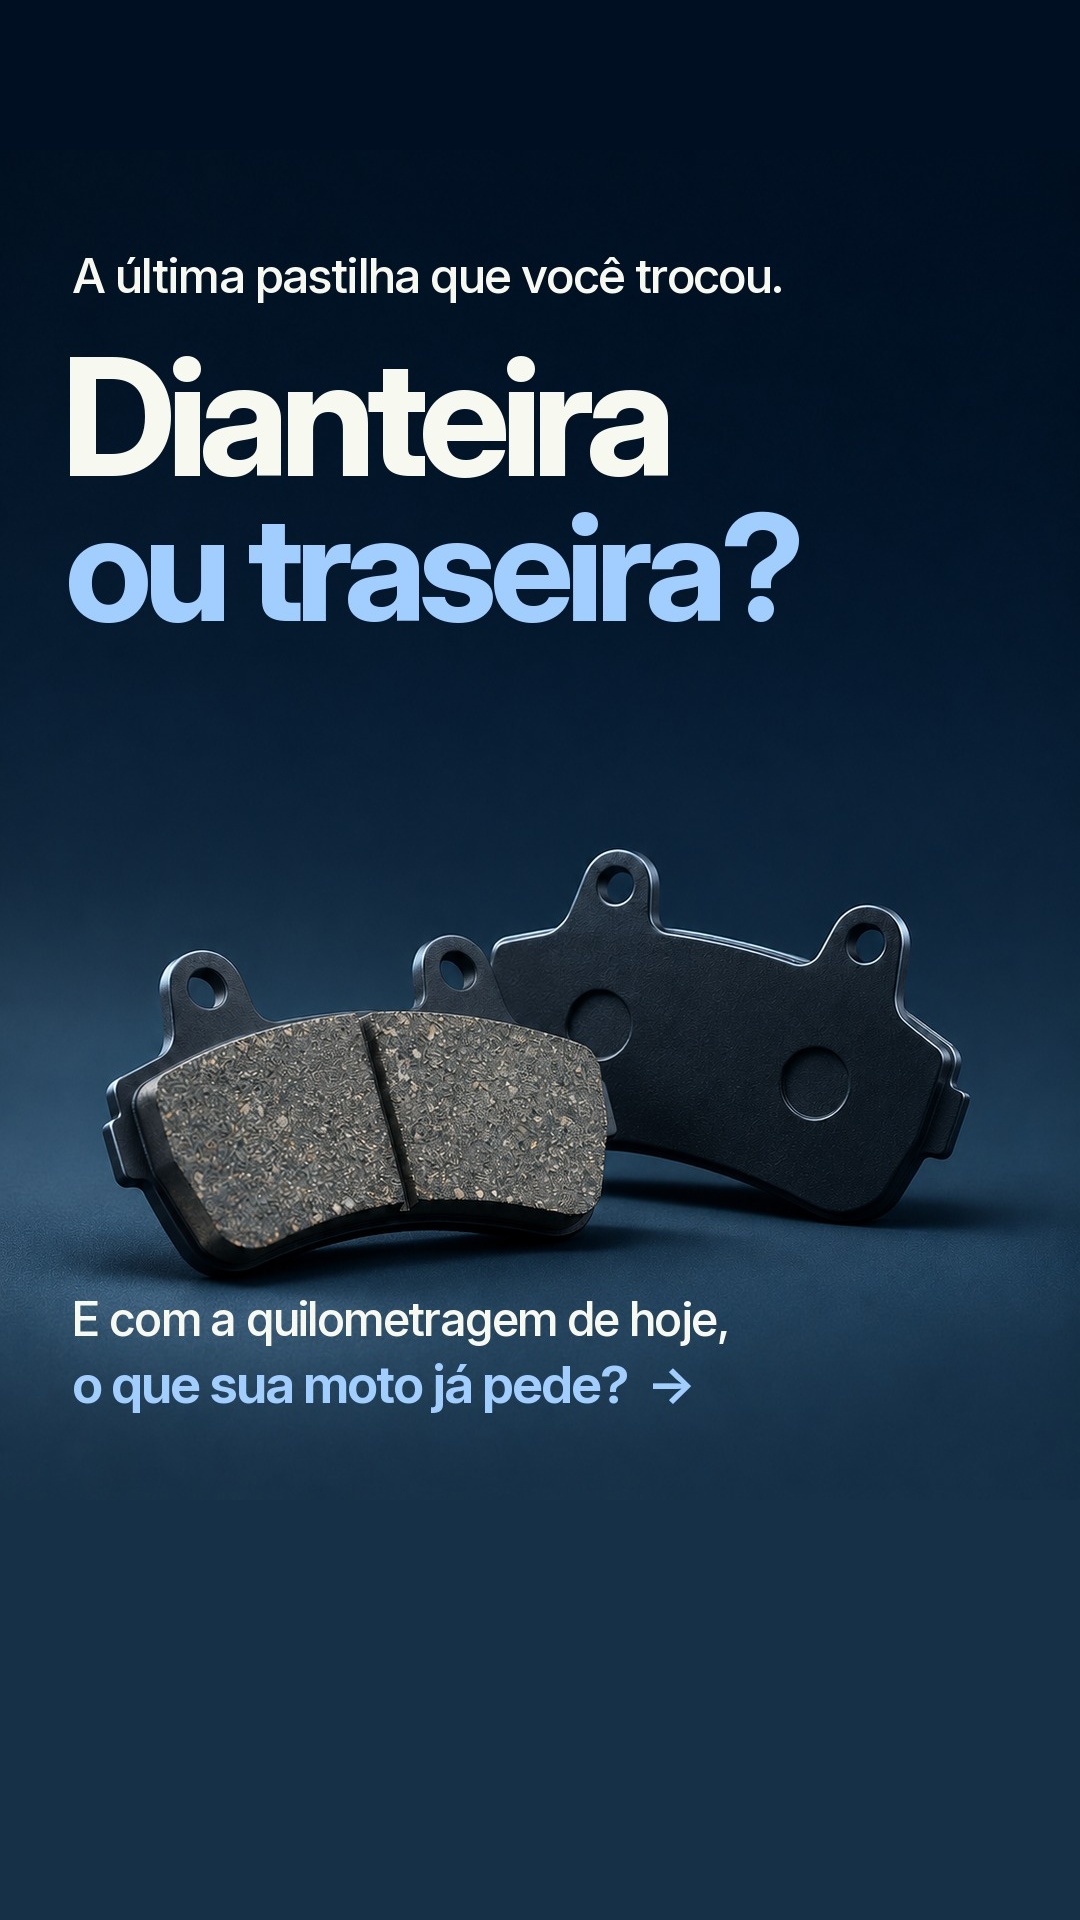 A última pastilha que você trocou.
Dianteira
ou traseira?
E com a quilometragem de hoje,
o que sua moto já pede? →